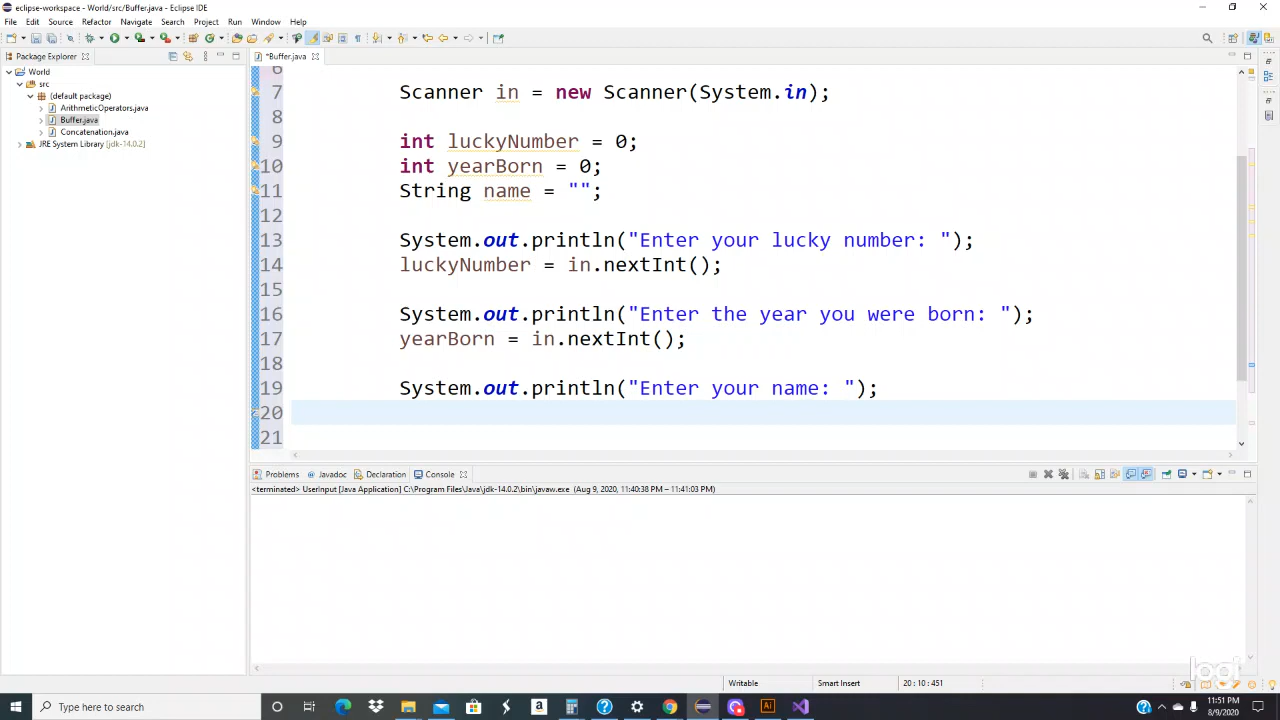 eclipse-workspace - World/src/Buffer.java - Eclipse IDE
File Edit Source Refactor Navigate Search Project Run Window Help
Package Explorer
*Buffer.java
World
src
(default package)
ArithmeticOperators.java
Buffer.java
Concatenation.java
JRE System Library [jdk-14.0.2]
6
7 Scanner in = new Scanner(System.in);
8
9 int luckyNumber = 0;
10 int yearBorn = 0;
11 String name = "";
12
13 System.out.println("Enter your lucky number: ");
14 luckyNumber = in.nextInt();
15
16 System.out.println("Enter the year you were born: ");
17 yearBorn = in.nextInt();
18
19 System.out.println("Enter your name: ");
20
21
Problems @ Javadoc Declaration Console
<terminated> UserInput [Java Application] C:\Program Files\Java\jdk-14.0.2\bin\javaw.exe (Aug 9, 2020, 11:40:38 PM – 11:41:03 PM)
logi
Writable Smart Insert 20 : 10 : 451
Type here to search
11:51 PM
8/9/2020